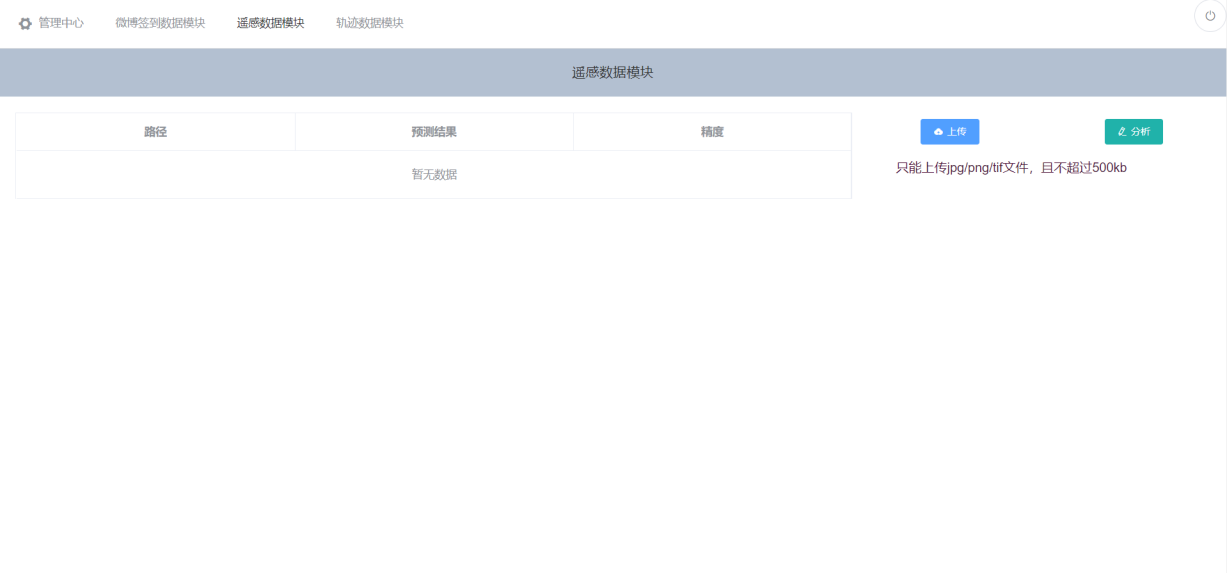 管理中心 微博签到数据模块 遥感数据模块 轨迹数据模块
遥感数据模块
路径 预测结果 精度 上传 分析
暂无数据 只能上传jpg/png/tif文件，且不超过500kb